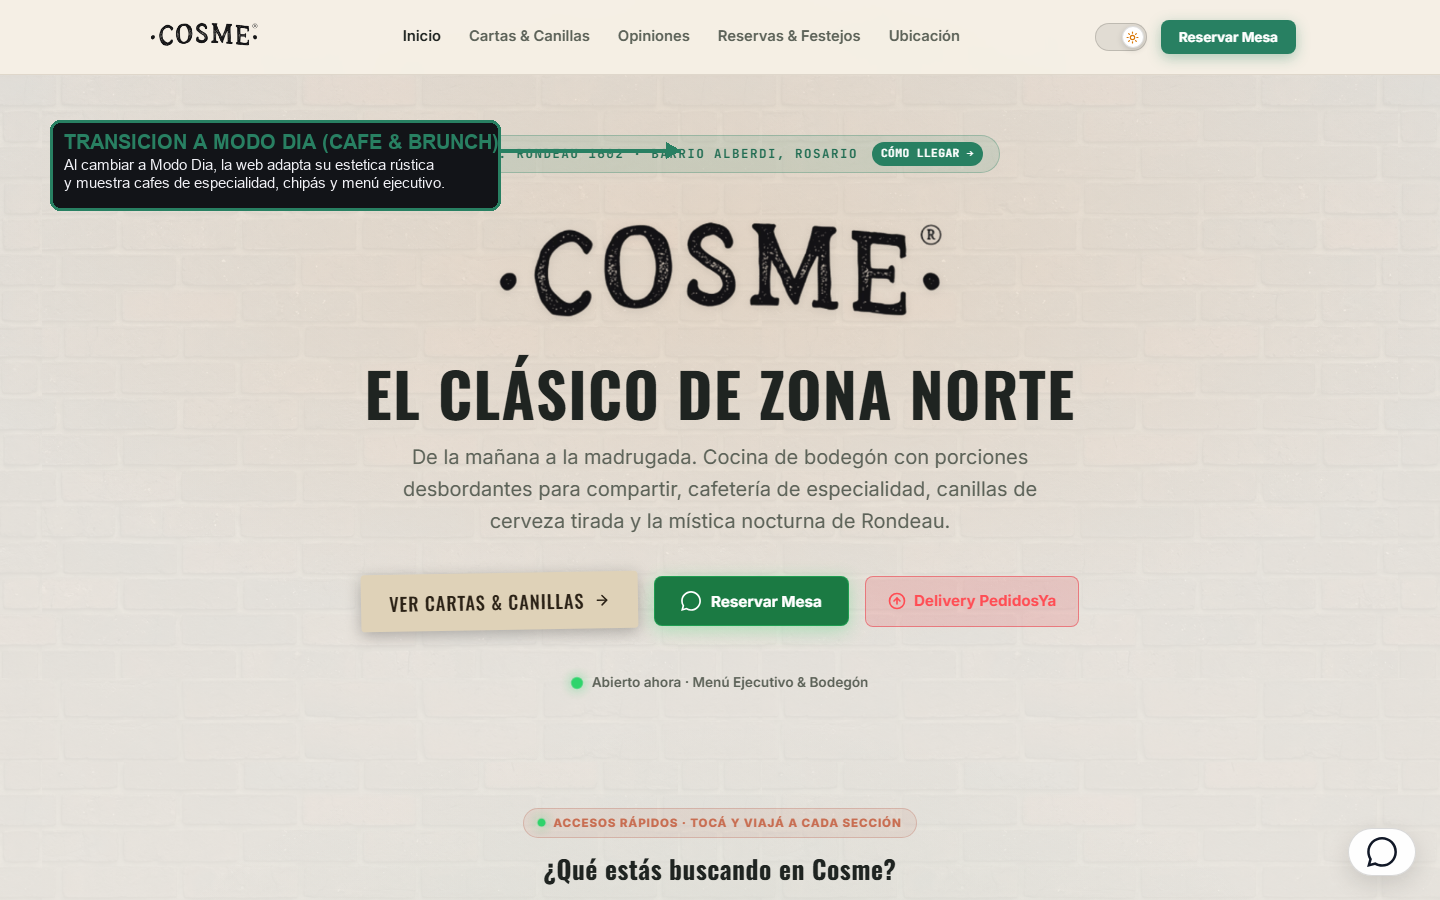 ·COSME·®
Inicio
Cartas & Canillas
Opiniones
Reservas & Festejos
Ubicación
Reservar Mesa
TRANSICION A MODO DIA (CAFE & BRUNCH)
Al cambiar a Modo Dia, la web adapta su estetica rústica
y muestra cafes de especialidad, chipás y menú ejecutivo.
RONDEAU 1602 · BARRIO ALBERDI, ROSARIO
CÓMO LLEGAR →
·COSME·®
EL CLÁSICO DE ZONA NORTE
De la mañana a la madrugada. Cocina de bodegón con porciones
desbordantes para compartir, cafetería de especialidad, canillas de
cerveza tirada y la mística nocturna de Rondeau.
VER CARTAS & CANILLAS →
Reservar Mesa
Delivery PedidosYa
Abierto ahora · Menú Ejecutivo & Bodegón
ACCESOS RÁPIDOS · TOCÁ Y VIAJÁ A CADA SECCIÓN
¿Qué estás buscando en Cosme?